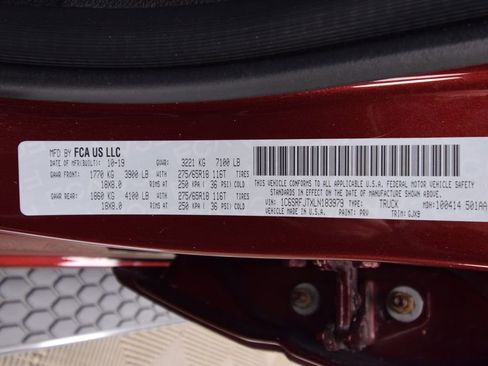 MFD BY FCA US LLC
DATE OF MFR(BUILT): 10-19 GVWR: 3221 KG 7100 LB
GAWR FRONT: 1770 KG 3900 LB WITH 275/65R18 116T TIRES
18X8.0 RIMS AT 250 KPA( 36 PSI) COLD
GAWR REAR: 1860 KG 4100 LB WITH 275/65R18 116T TIRES
18X8.0 RIMS AT 250 KPA( 36 PSI) COLD
THIS VEHICLE CONFORMS TO ALL APPLICABLE U.S.A. FEDERAL MOTOR VEHICLE SAFETY
STANDARDS IN EFFECT ON THE DATE OF MANUFACTURE SHOWN ABOVE.
VIN: 1C6SRFJTXLN183979 TYPE: TRUCK MDH: 100414 501AA
VEHICLE MADE IN U.S.A. PAINT: PRV TRIM: GJX9